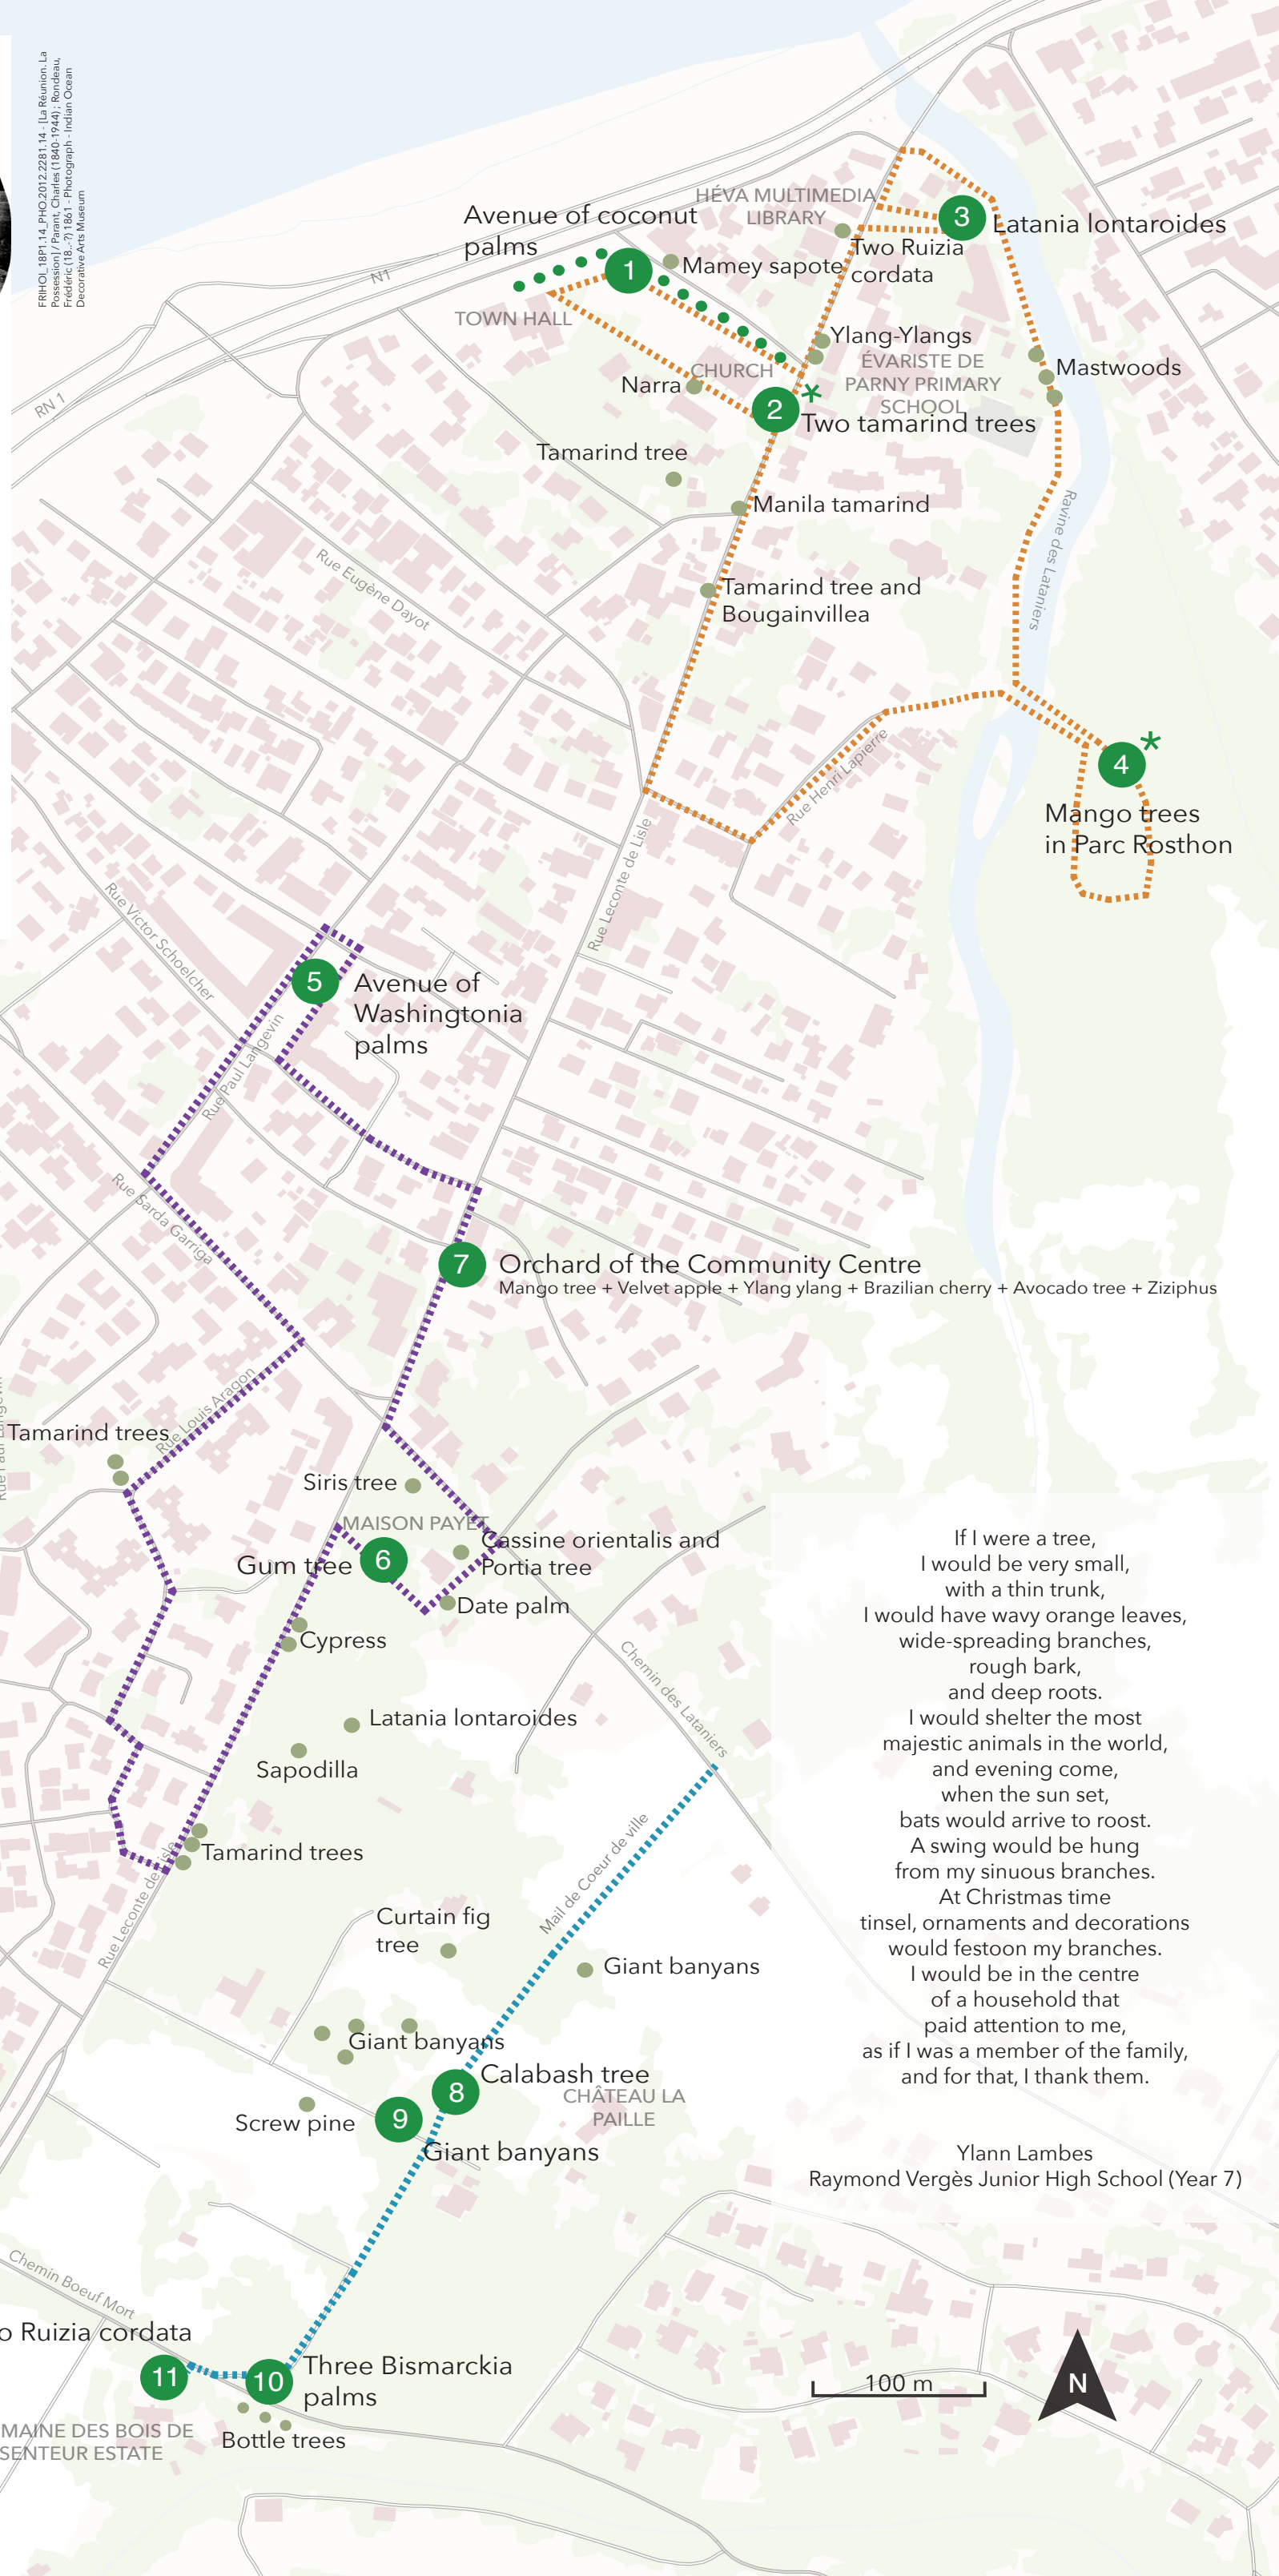 FRIHOI_18P1.14_PHO.2012.2281.14 - [La Réunion. La
Possession] / Parant, Charles (1840-1944) ; Rondeau,
Frédéric (18..-?) 1861 - Photograph - Indian Ocean
Decorative Arts Museum
HÉVA MULTIMEDIA
LIBRARY
3
Latania lontaroides
Avenue of coconut
palms
1
Mamey sapote
Two Ruizia
cordata
N1
TOWN HALL
Ylang-Ylangs
ÉVARISTE DE
PARNY PRIMARY
SCHOOL
Mastwoods
CHURCH
Narra
RN 1
2
*
Two tamarind trees
Tamarind tree
Manila tamarind
Ravine des Lataniers
Rue Eugène Dayot
Tamarind tree and
Bougainvillea
4
*
Rue Henri Lapierre
Mango trees
in Parc Rosthon
Rue Leconte de Lisle
Rue Victor Schoelcher
5
Avenue of
Washingtonia
palms
Rue Paul Langevin
Rue Sarda Garriga
7
Orchard of the Community Centre
Mango tree + Velvet apple + Ylang ylang + Brazilian cherry + Avocado tree + Ziziphus
Rue Louis Aragon
Rue Paul Langevin
Tamarind trees
Siris tree
MAISON PAYET
Cassine orientalis and
Portia tree
Gum tree
6
Date palm
Cypress
Chemin des Lataniers
Latania lontaroides
Sapodilla
Tamarind trees
Rue Leconte de Lisle
Mail de Coeur de ville
Curtain fig
tree
Giant banyans
Giant banyans
8
Calabash tree
CHÂTEAU LA
PAILLE
Screw pine
9
Giant banyans
If I were a tree,
I would be very small,
with a thin trunk,
I would have wavy orange leaves,
wide-spreading branches,
rough bark,
and deep roots.
I would shelter the most
majestic animals in the world,
and evening come,
when the sun set,
bats would arrive to roost.
A swing would be hung
from my sinuous branches.
At Christmas time
tinsel, ornaments and decorations
would festoon my branches.
I would be in the centre
of a household that
paid attention to me,
as if I was a member of the family,
and for that, I thank them.
Ylann Lambes
Raymond Vergès Junior High School (Year 7)
Chemin Boeuf Mort
o Ruizia cordata
11
10
Three Bismarckia
palms
Bottle trees
MAINE DES BOIS DE
SENTEUR ESTATE
100 m
N